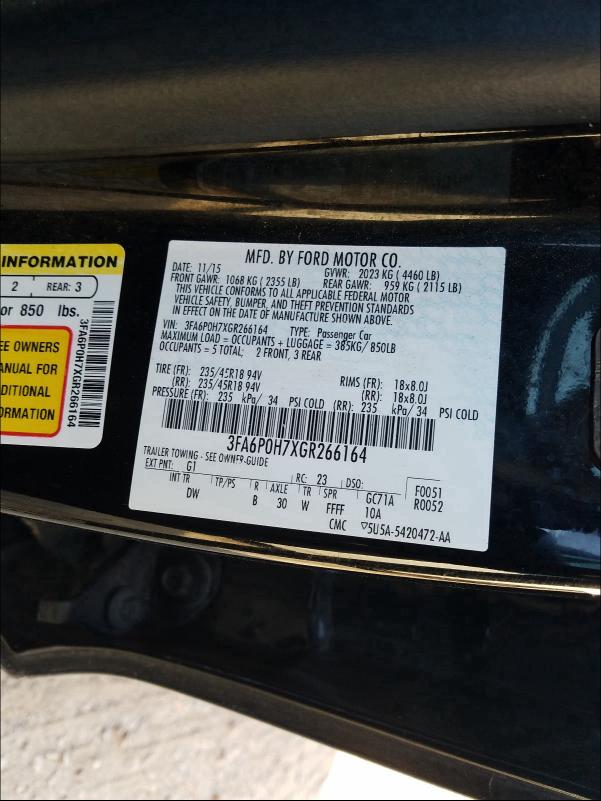 INFORMATION
2 REAR: 3
or 850 lbs.
EE OWNERS
ANUAL FOR
DDITIONAL
FORMATION
3FA6P0H7XGR266164
MFD. BY FORD MOTOR CO.
DATE: 11/15 GVWR: 2023 KG ( 4460 LB)
FRONT GAWR: 1068 KG ( 2355 LB) REAR GAWR: 959 KG ( 2115 LB)
THIS VEHICLE CONFORMS TO ALL APPLICABLE FEDERAL MOTOR
VEHICLE SAFETY, BUMPER, AND THEFT PREVENTION STANDARDS
IN EFFECT ON THE DATE OF MANUFACTURE SHOWN ABOVE.
VIN: 3FA6P0H7XGR266164 TYPE: Passenger Car
MAXIMUM LOAD = OCCUPANTS + LUGGAGE = 385KG/850LB
OCCUPANTS = 5 TOTAL: 2 FRONT, 3 REAR
TIRE (FR): 235/45R18 94V RIMS (FR): 18x8.0J
(RR): 235/45R18 94V (RR): 18x8.0J
PRESSURE (FR): 235 kPa/ 34 PSI COLD (RR): 235 kPa/ 34 PSI COLD
3FA6P0H7XGR266164
TRAILER TOWING - SEE OWNER-GUIDE
EXT PNT: G1 RC: 23 DSO: F0051
INT TR TP/PS R AXLE TR SPR GC71A R0052
DW B 30 W FFFF 10A
CMC ▽5U5A-5420472-AA